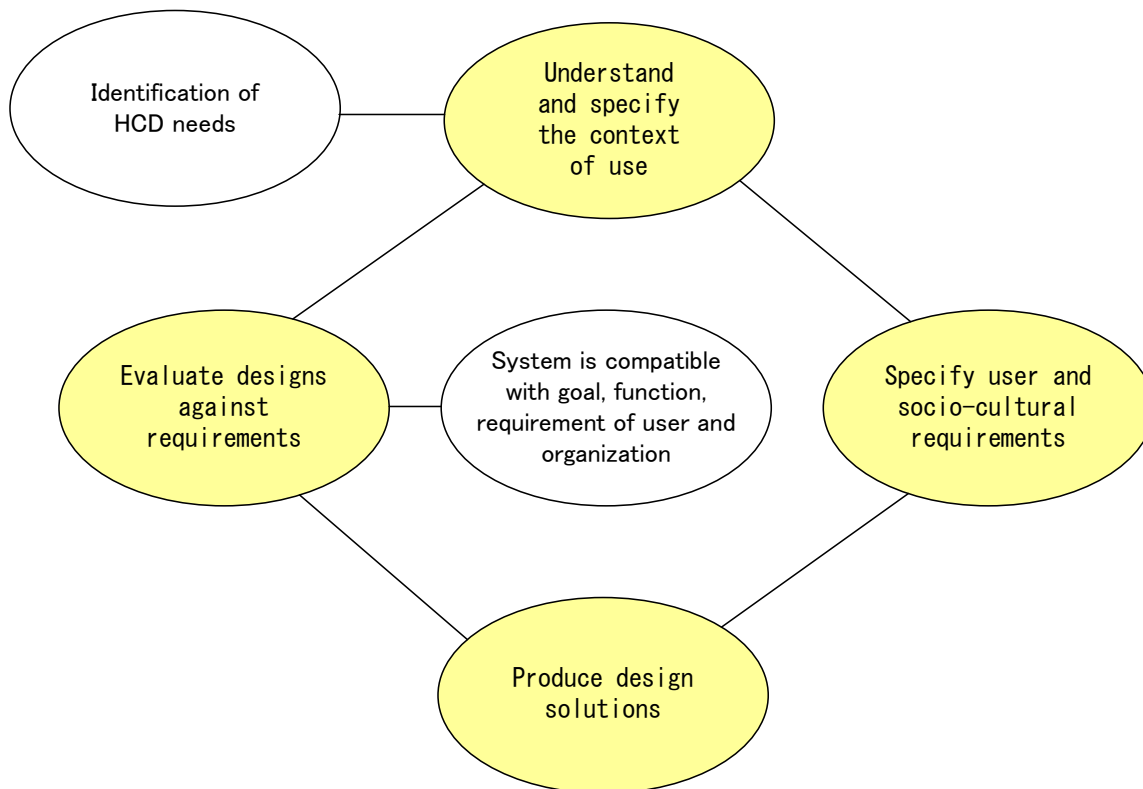 Identification of
HCD needs
Understand
and specify
the context
of use
Evaluate designs
against
requirements
System is compatible
with goal, function,
requirement of user and
organization
Specify user and
socio-cultural
requirements
Produce design
solutions